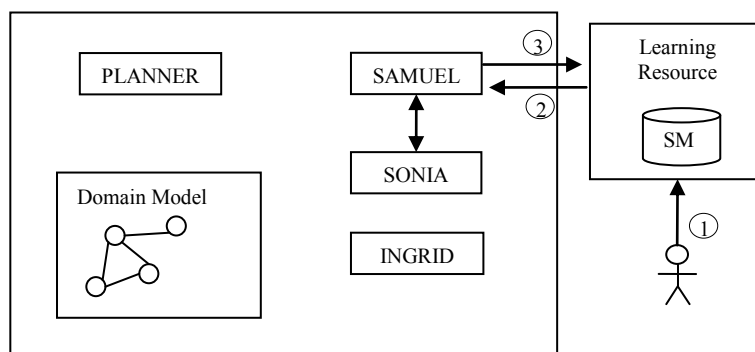 PLANNER
SAMUEL
3
Learning
Resource
2
SM
SONIA
Domain Model
1
INGRID